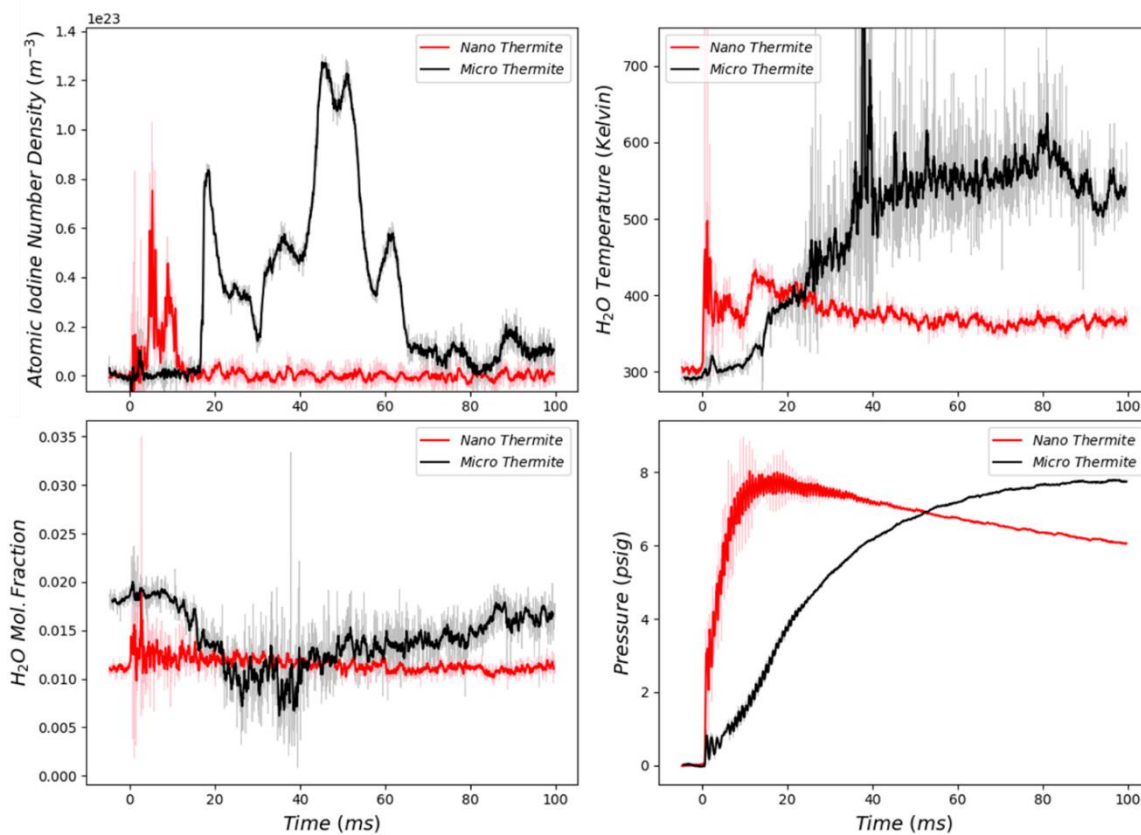 1e23
Atomic Iodine Number Density (m⁻³)
1.4
1.2
1.0
0.8
0.6
0.4
0.2
0.0
Nano Thermite
Micro Thermite
0 20 40 60 80 100
H₂O Temperature (Kelvin)
700
600
500
400
300
Nano Thermite
Micro Thermite
0 20 40 60 80 100
H₂O Mol. Fraction
0.035
0.030
0.025
0.020
0.015
0.010
0.005
0.000
Nano Thermite
Micro Thermite
0 20 40 60 80 100
Time (ms)
Pressure (psig)
8
6
4
2
0
Nano Thermite
Micro Thermite
0 20 40 60 80 100
Time (ms)